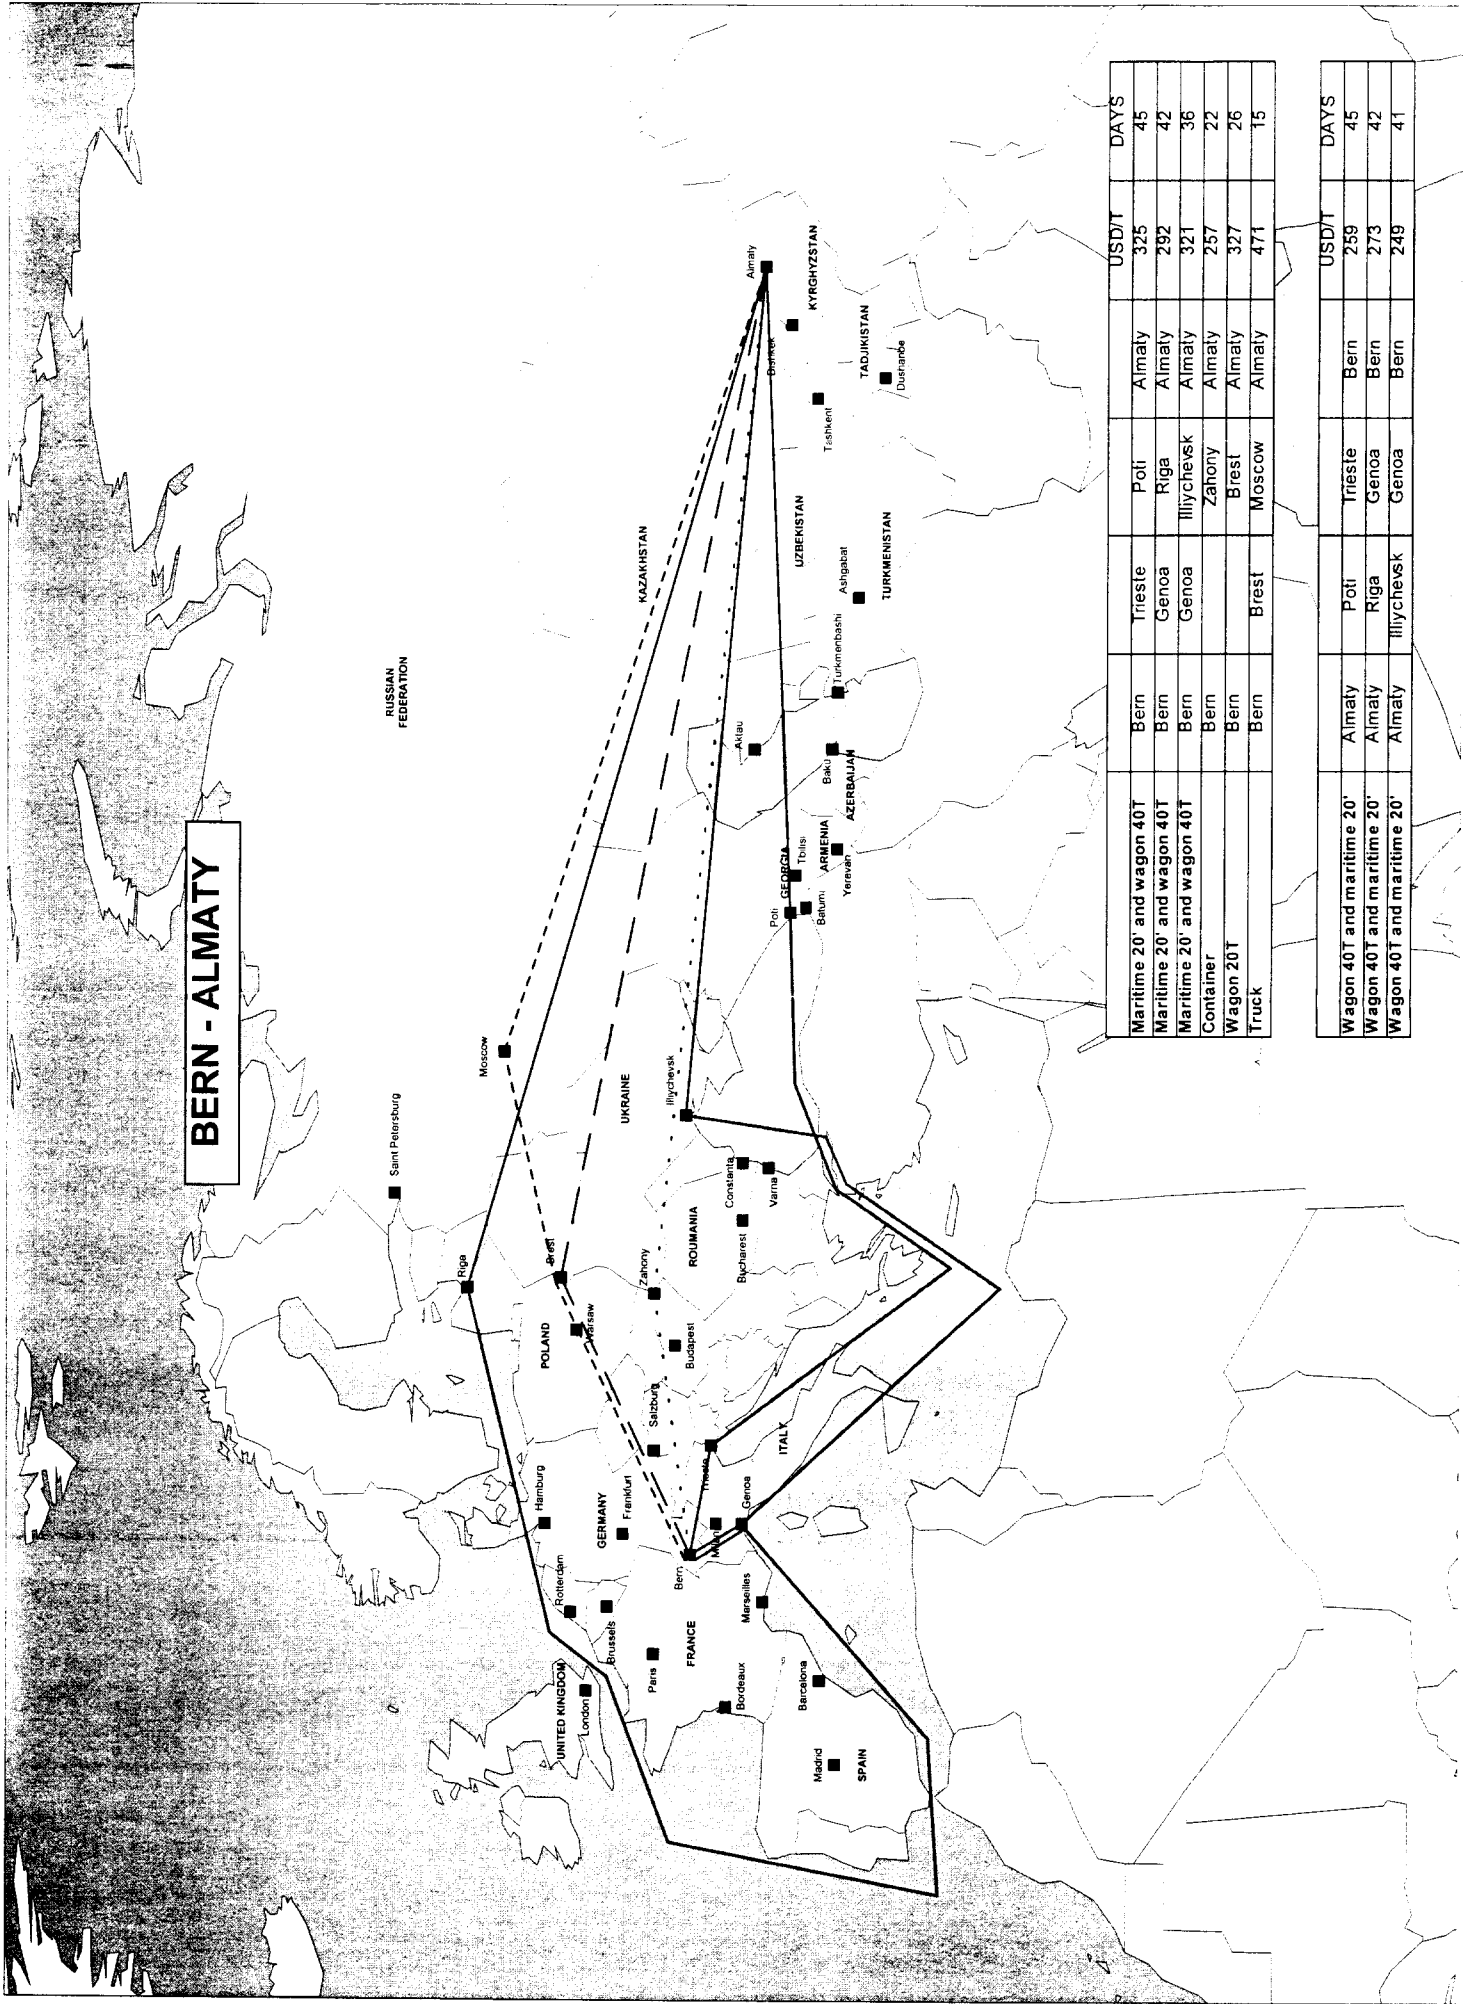 BERN - ALMATY
RUSSIAN
FEDERATION
Saint Petersburg
Moscow
Riga
KAZAKHSTAN
Brest
Warsaw
POLAND
Hamburg
Rotterdam
UNITED KINGDOM
London
Brussels
GERMANY
Frankfurt
UKRAINE
Illiychevsk
Zahony
ROUMANIA
Budapest
Salzburg
Paris
FRANCE
Bern
Trieste
Milan
Genoa
ITALY
Marseilles
Bordeaux
Barcelona
Madrid
SPAIN
Constanta
Varna
Bucharest
Poti
GEORGIA
Tbilisi
Batumi
ARMENIA
Yerevan
Baku
AZERBAIJAN
Aktau
Turkmenbashi
Ashgabat
TURKMENISTAN
UZBEKISTAN
Tashkent
TADJIKISTAN
Dushanbe
Bishkek
KYRGHYZSTAN
Almaty
USD/T DAYS
Maritime 20' and wagon 40T Bern Trieste Poti Almaty 325 45
Maritime 20' and wagon 40T Bern Genoa Riga Almaty 292 42
Maritime 20' and wagon 40T Bern Genoa Illiychevsk Almaty 321 36
Container Bern Zahony Almaty 257 22
Wagon 20T Bern Brest Almaty 327 26
Truck Bern Brest Moscow Almaty 471 15
USD/T DAYS
Wagon 40T and maritime 20' Almaty Poti Trieste Bern 259 45
Wagon 40T and maritime 20' Almaty Riga Genoa Bern 273 42
Wagon 40T and maritime 20' Almaty Illiychevsk Genoa Bern 249 41